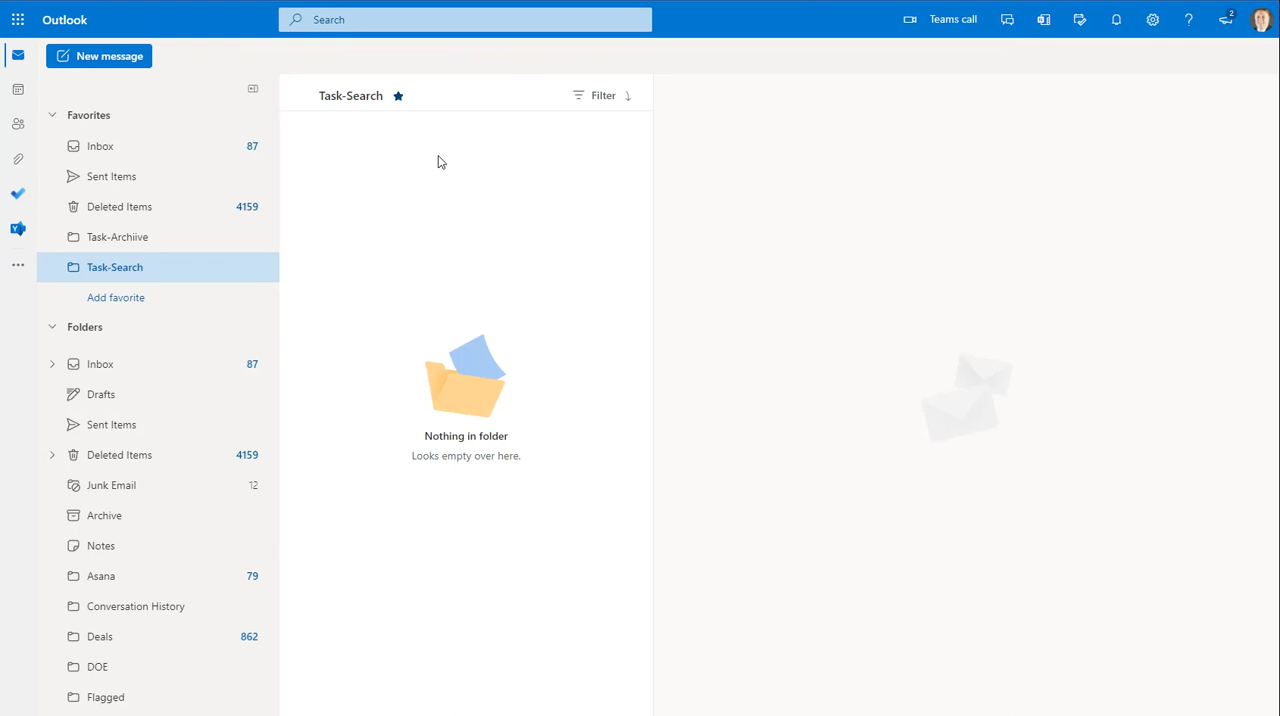 Outlook
Search
Teams call
2
New message
Favorites
Inbox 87
Sent Items
Deleted Items 4159
Task-Archiive
Task-Search
Add favorite
Folders
Inbox 87
Drafts
Sent Items
Deleted Items 4159
Junk Email 12
Archive
Notes
Asana 79
Conversation History
Deals 862
DOE
Flagged
Task-Search
Filter
Nothing in folder
Looks empty over here.